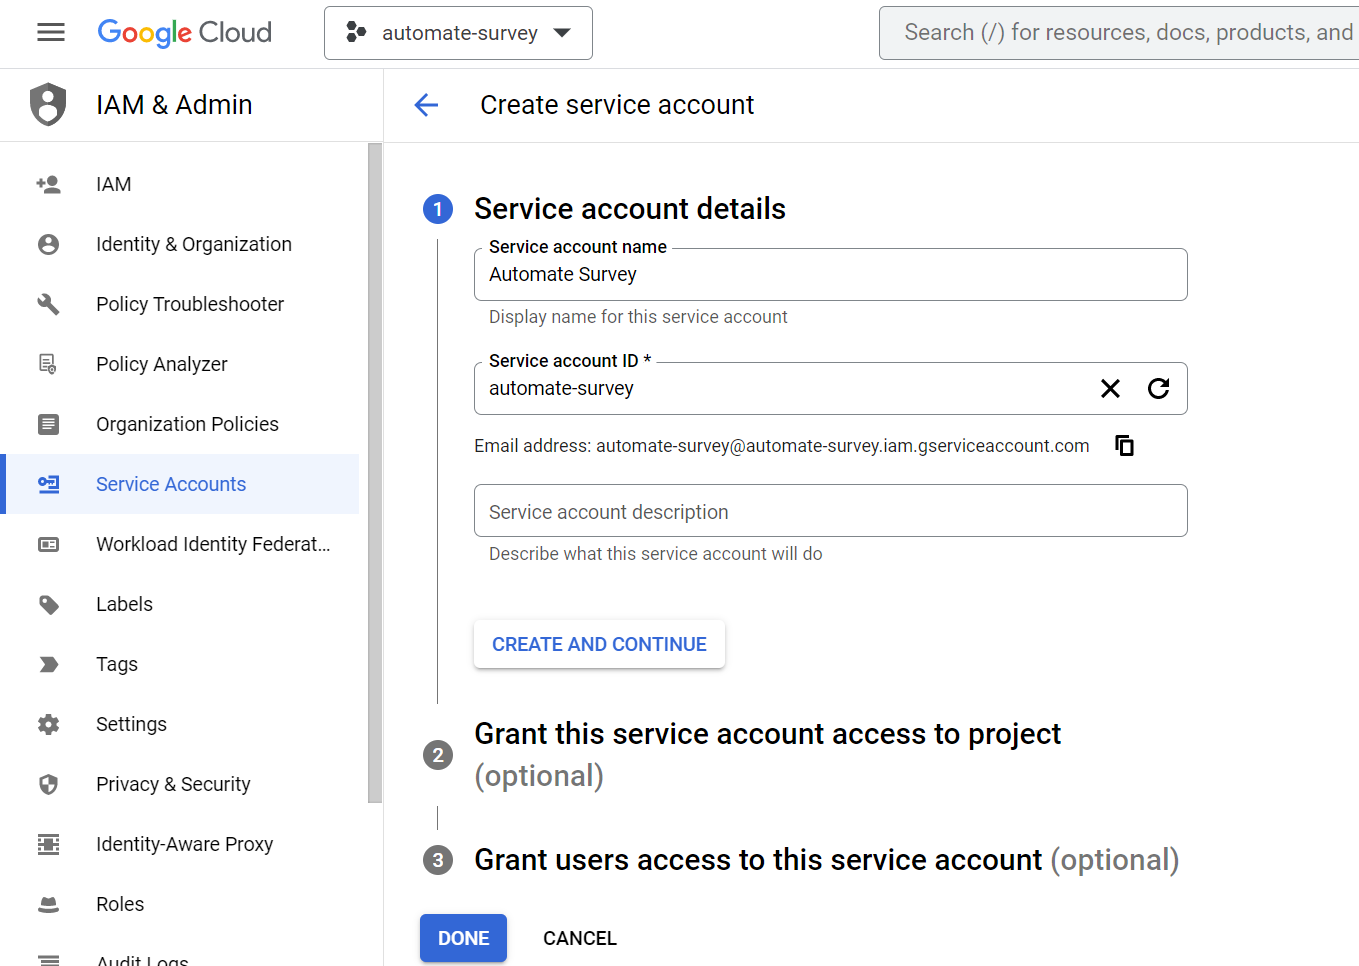 Google Cloud
automate-survey
Search (/) for resources, docs, products, and
IAM & Admin
Create service account
IAM
Identity & Organization
Policy Troubleshooter
Policy Analyzer
Organization Policies
Service Accounts
Workload Identity Federat...
Labels
Tags
Settings
Privacy & Security
Identity-Aware Proxy
Roles
Audit Logs
1
Service account details
Service account name
Automate Survey
Display name for this service account
Service account ID *
automate-survey
Email address: automate-survey@automate-survey.iam.gserviceaccount.com
Service account description
Describe what this service account will do
CREATE AND CONTINUE
2
Grant this service account access to project
(optional)
3
Grant users access to this service account (optional)
DONE
CANCEL